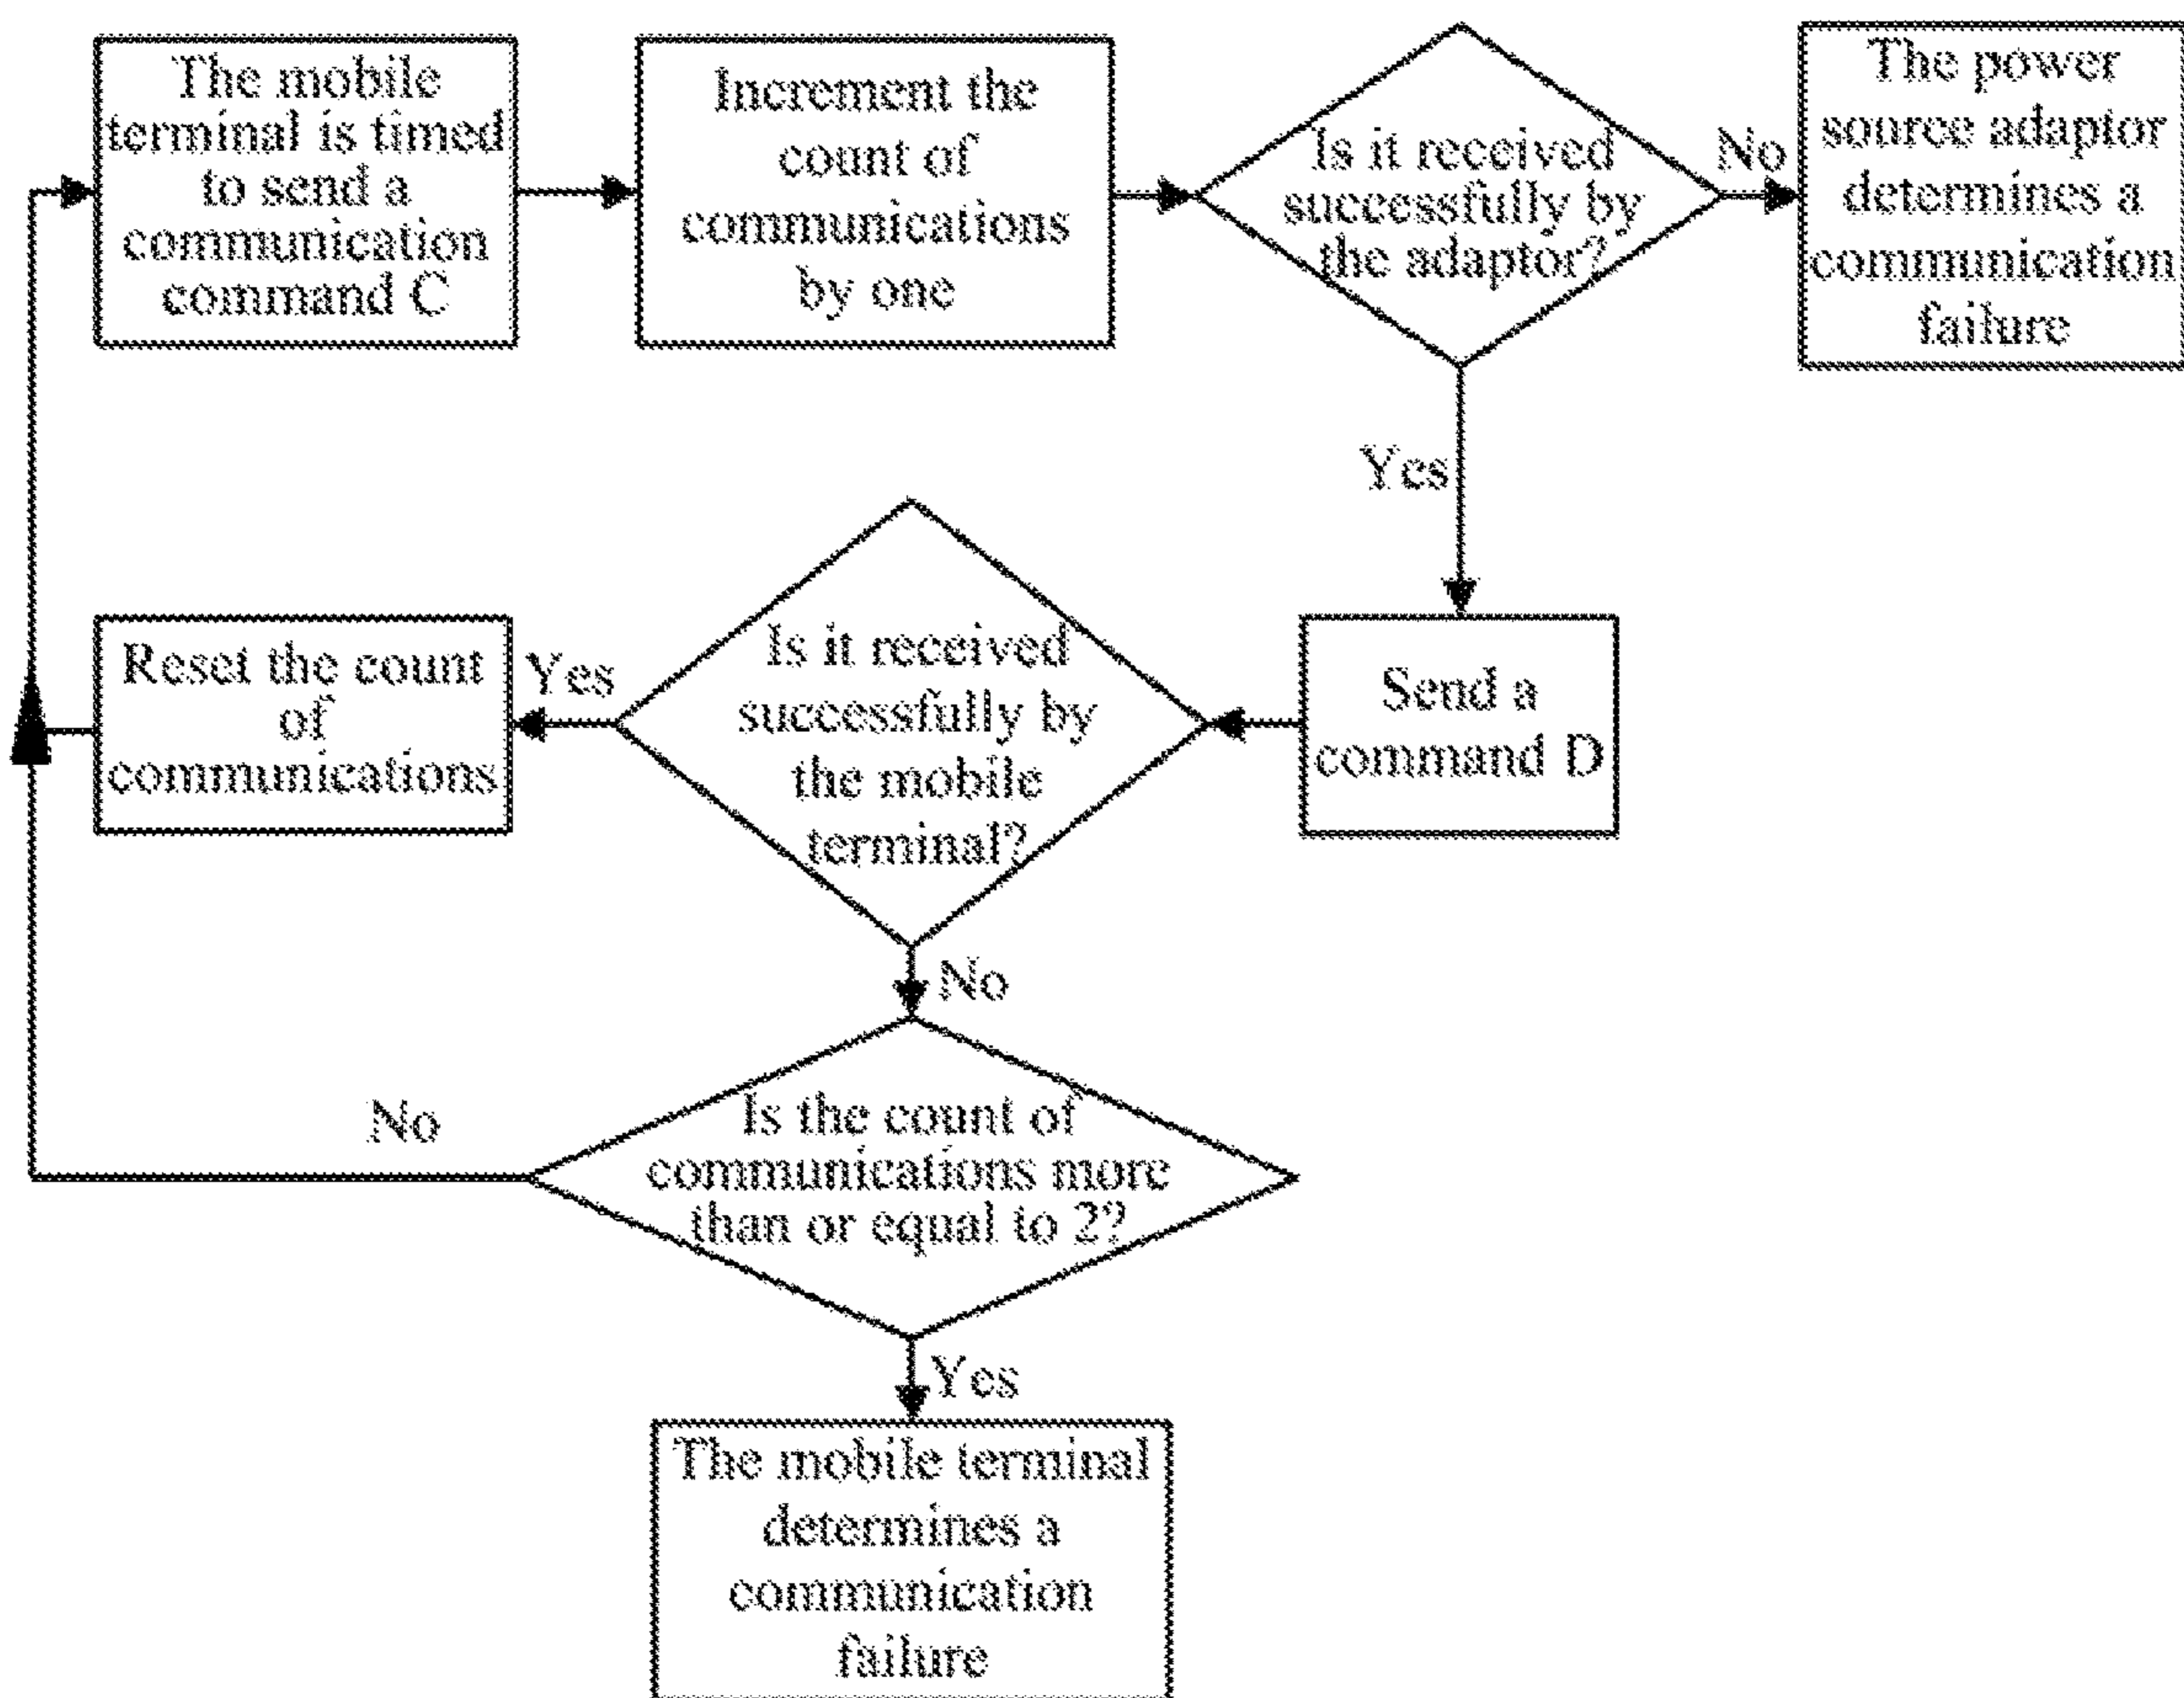 The mobile
terminal is timed
to send a
communication
command C
Increment the
count of
communications
by one
Is it received
successfully by
the adaptor?
No
The power
source adaptor
determines a
communication
failure
Yes
Send a
command D
Is it received
successfully by
the mobile
terminal?
Yes
Reset the count
of
communications
No
Is the count of
communications more
than or equal to 2?
No
Yes
The mobile terminal
determines a
communication
failure